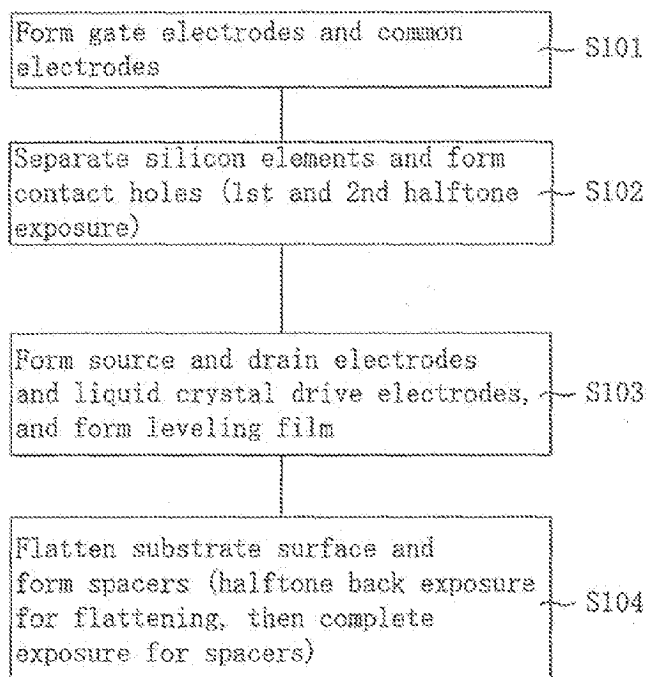 Form gate electrodes and common
electrodes
S101
Separate silicon elements and form
contact holes (1st and 2nd halftone
exposure)
S102
Form source and drain electrodes
and liquid crystal drive electrodes,
and form leveling film
S103
Flatten substrate surface and
form spacers (halftone back exposure
for flattening, then complete
exposure for spacers)
S104